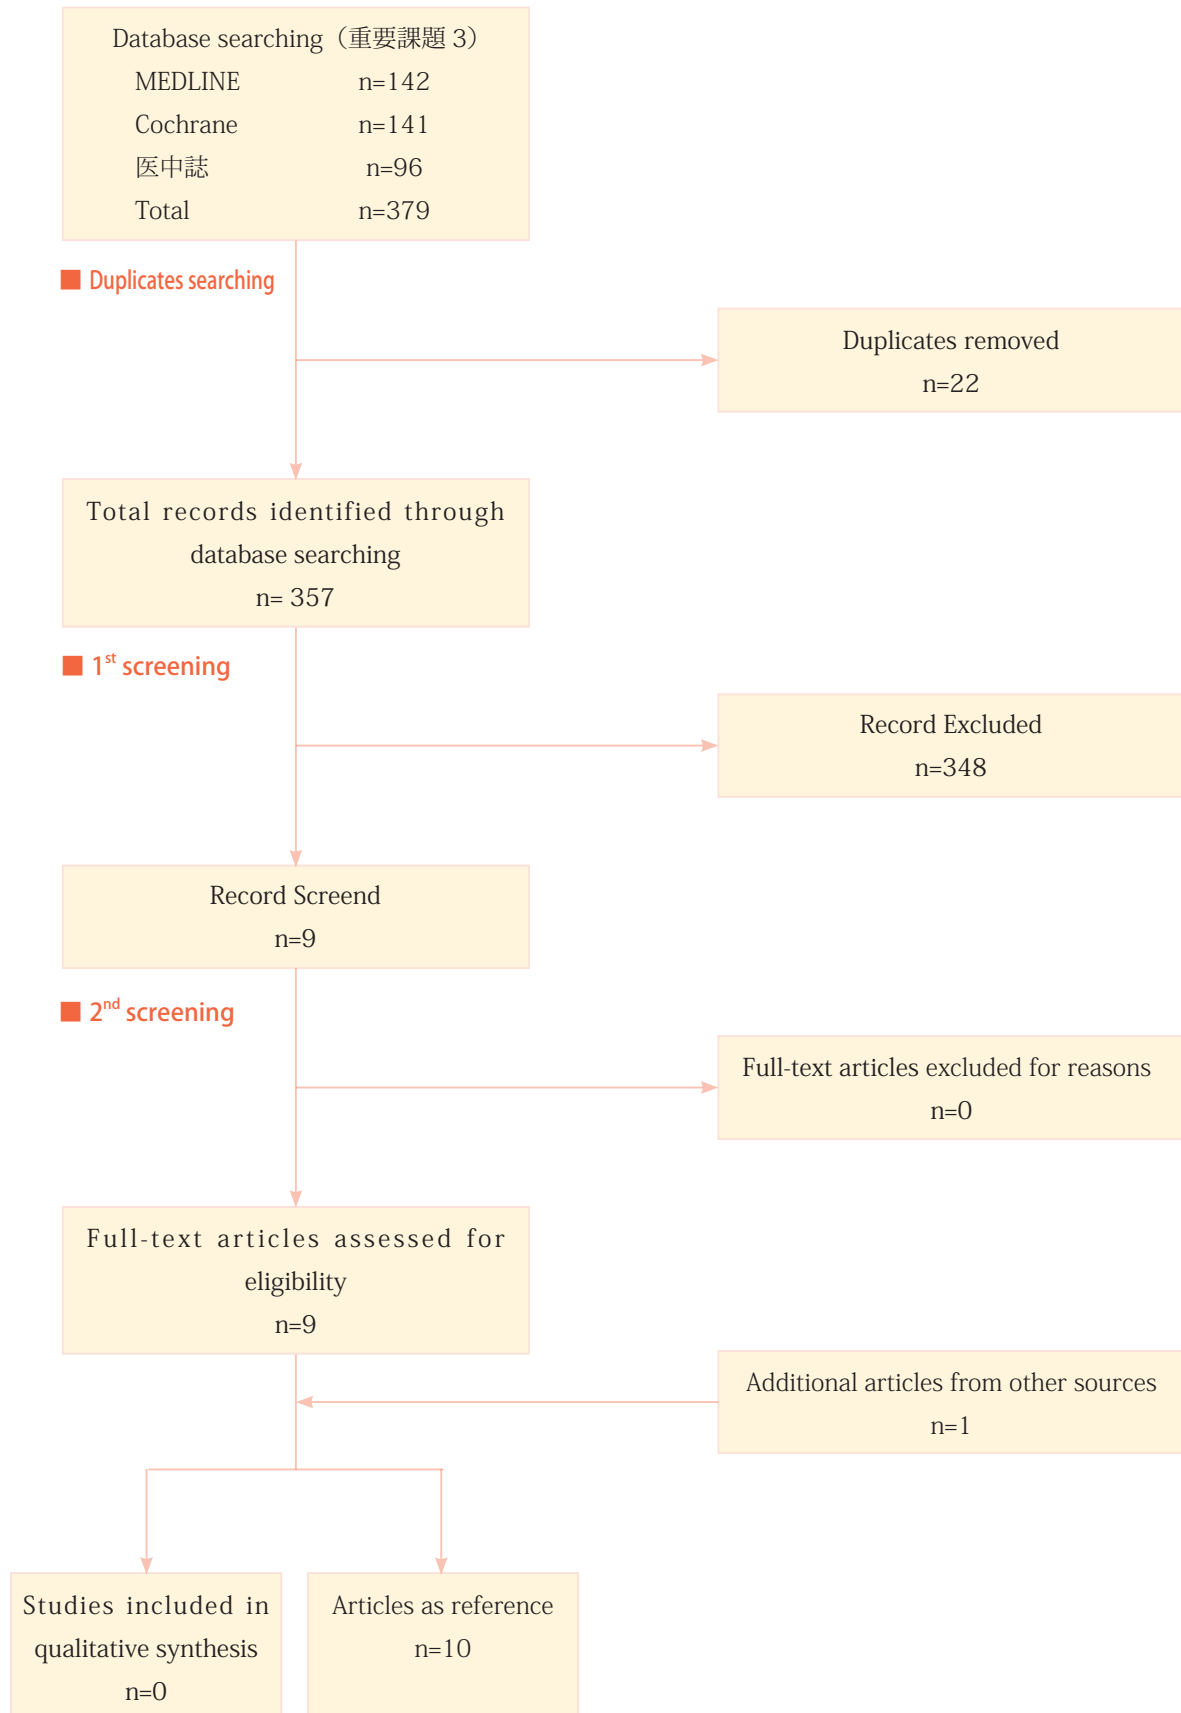 Database searching（重要課題 3）
MEDLINE n=142
Cochrane n=141
医中誌 n=96
Total n=379
Duplicates searching
Duplicates removed
n=22
Total records identified through
database searching
n= 357
1st screening
Record Excluded
n=348
Record Screend
n=9
2nd screening
Full-text articles excluded for reasons
n=0
Full-text articles assessed for
eligibility
n=9
Additional articles from other sources
n=1
Studies included in
qualitative synthesis
n=0
Articles as reference
n=10